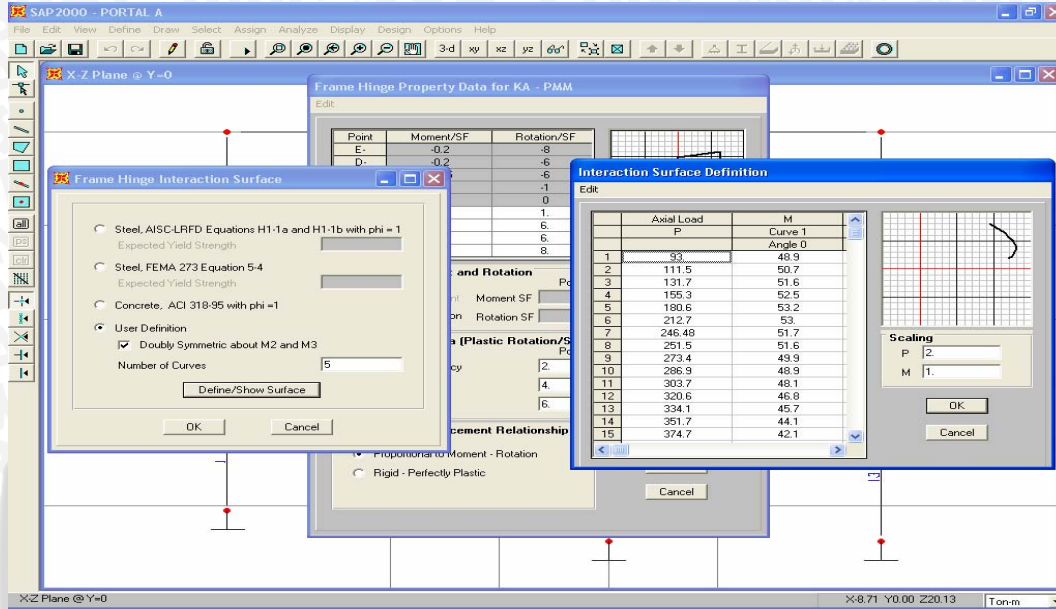 SAP2000 - PORTAL A
File Edit View Define Draw Select Assign Analyze Display Design Options Help
3-d xy xz yz
X-Z Plane @ Y=0
Frame Hinge Property Data for KA - PMM
Edit
Point Moment/SF Rotation/SF
E- -0.2 -8
D- -0.2 -6
-6
-1
0
1.
6.
6.
8.
and Rotation
Moment SF
Rotation SF
(Plastic Rotation/S
2.
4.
6.
cement Relationship
Proportional to Moment - Rotation
Rigid - Perfectly Plastic
Cancel
Frame Hinge Interaction Surface
Steel, AISC-LRFD Equations H1-1a and H1-1b with phi = 1
Expected Yield Strength
Steel, FEMA 273 Equation 5-4
Expected Yield Strength
Concrete, ACI 318-95 with phi =1
User Definition
Doubly Symmetric about M2 and M3
Number of Curves 5
Define/Show Surface
OK Cancel
Interaction Surface Definition
Edit
Axial Load M
P Curve 1
Angle 0
1 93. 48.9
2 111.5 50.7
3 131.7 51.6
4 155.3 52.5
5 180.6 53.2
6 212.7 53.
7 246.48 51.7
8 251.5 51.6
9 273.4 49.9
10 286.9 48.9
11 303.7 48.1
12 320.6 46.8
13 334.1 45.7
14 351.7 44.1
15 374.7 42.1
Scaling
P 2.
M 1.
OK
Cancel
all
ps
clr
X-Z Plane @ Y=0
X-8.71 Y0.00 Z20.13
Ton-m